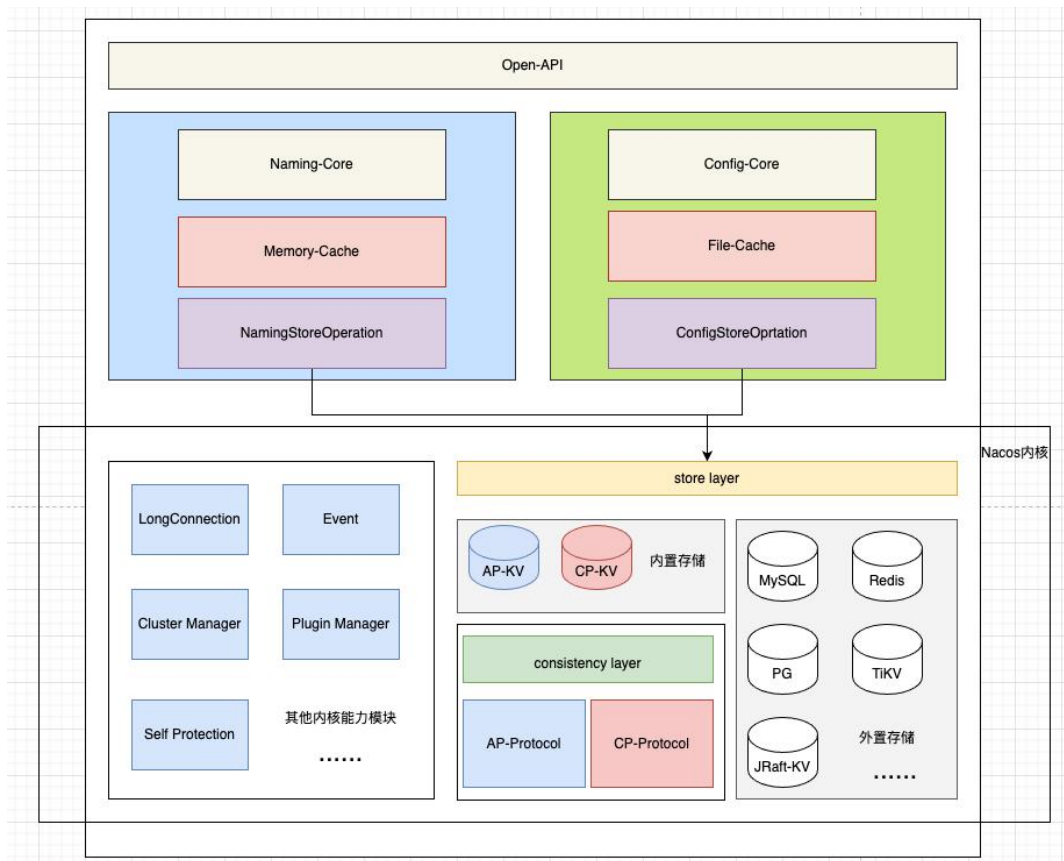 Open-API
Naming-Core
Memory-Cache
NamingStoreOperation
Config-Core
File-Cache
ConfigStoreOprtation
Nacos内核
LongConnection
Event
Cluster Manager
Plugin Manager
Self Protection
其他内核能力模块
......
store layer
AP-KV
CP-KV
内置存储
consistency layer
AP-Protocol
CP-Protocol
MySQL
Redis
PG
TiKV
JRaft-KV
外置存储
......